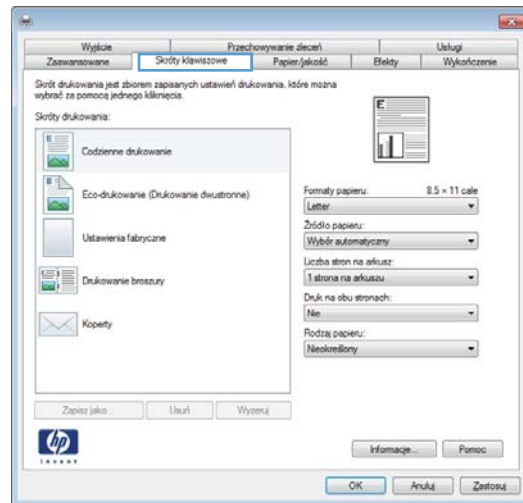 Wyjście Przechowywanie zleceń Usługi
Zaawansowane Skróty klawiszowe Papier/jakość Efekty Wykończenie
Skrót drukowania jest zbiorem zapisanych ustawień drukowania, które można
wybrać za pomocą jednego kliknięcia.
Skróty drukowania:
E
E
Codzienne drukowanie
E
Eco-drukowanie (Drukowanie dwustronne)
Ustawienia fabryczne
Drukowanie broszury
Koperty
Formaty papieru: 8.5 × 11 cale
Letter
Źródło papieru:
Wybór automatyczny
Liczba stron na arkusz:
1 strona na arkuszu
Druk na obu stronach:
Nie
Rodzaj papieru:
Nieokreślony
Zapisz jako... Usuń Wyzeruj
hp
invent
Informacje... Pomoc
OK Anuluj Zastosuj